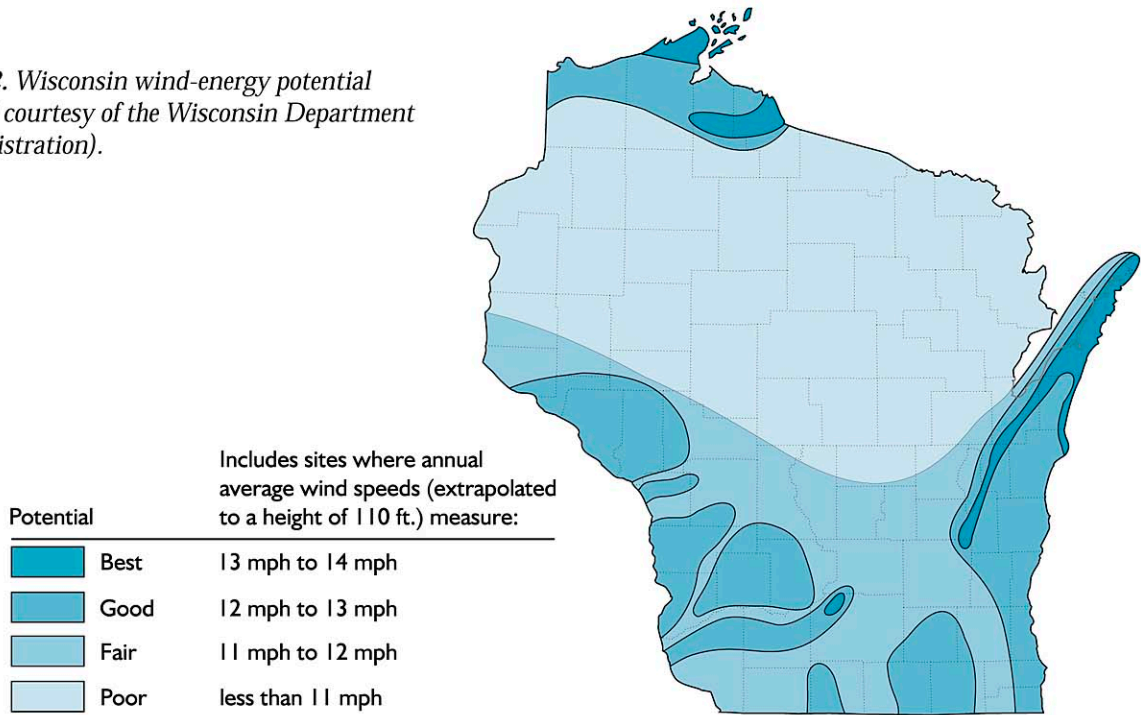 Wisconsin wind-energy potential
courtesy of the Wisconsin Department
Includes sites where annual
average wind speeds (extrapolated
Potential to a height of 110 ft.) measure:
Best 13 mph to 14 mph
Good 12 mph to 13 mph
Fair 11 mph to 12 mph
Poor less than 11 mph